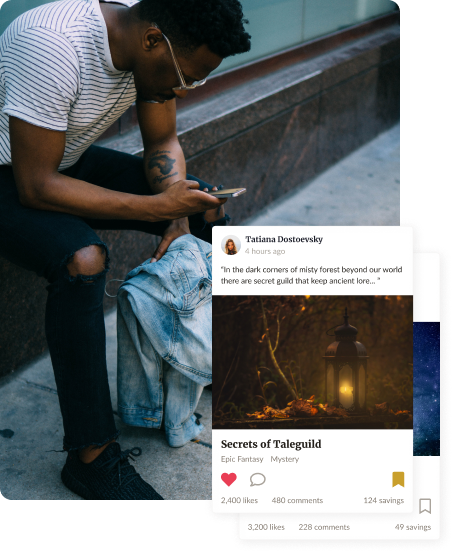 Tatiana Dostoevsky
4 hours ago
"In the dark corners of misty forest beyond our world
there are secret guild that keep ancient lore... "
Secrets of Taleguild
Epic Fantasy Mystery
2,400 likes 480 comments 124 savings
3,200 likes 228 comments 49 savings